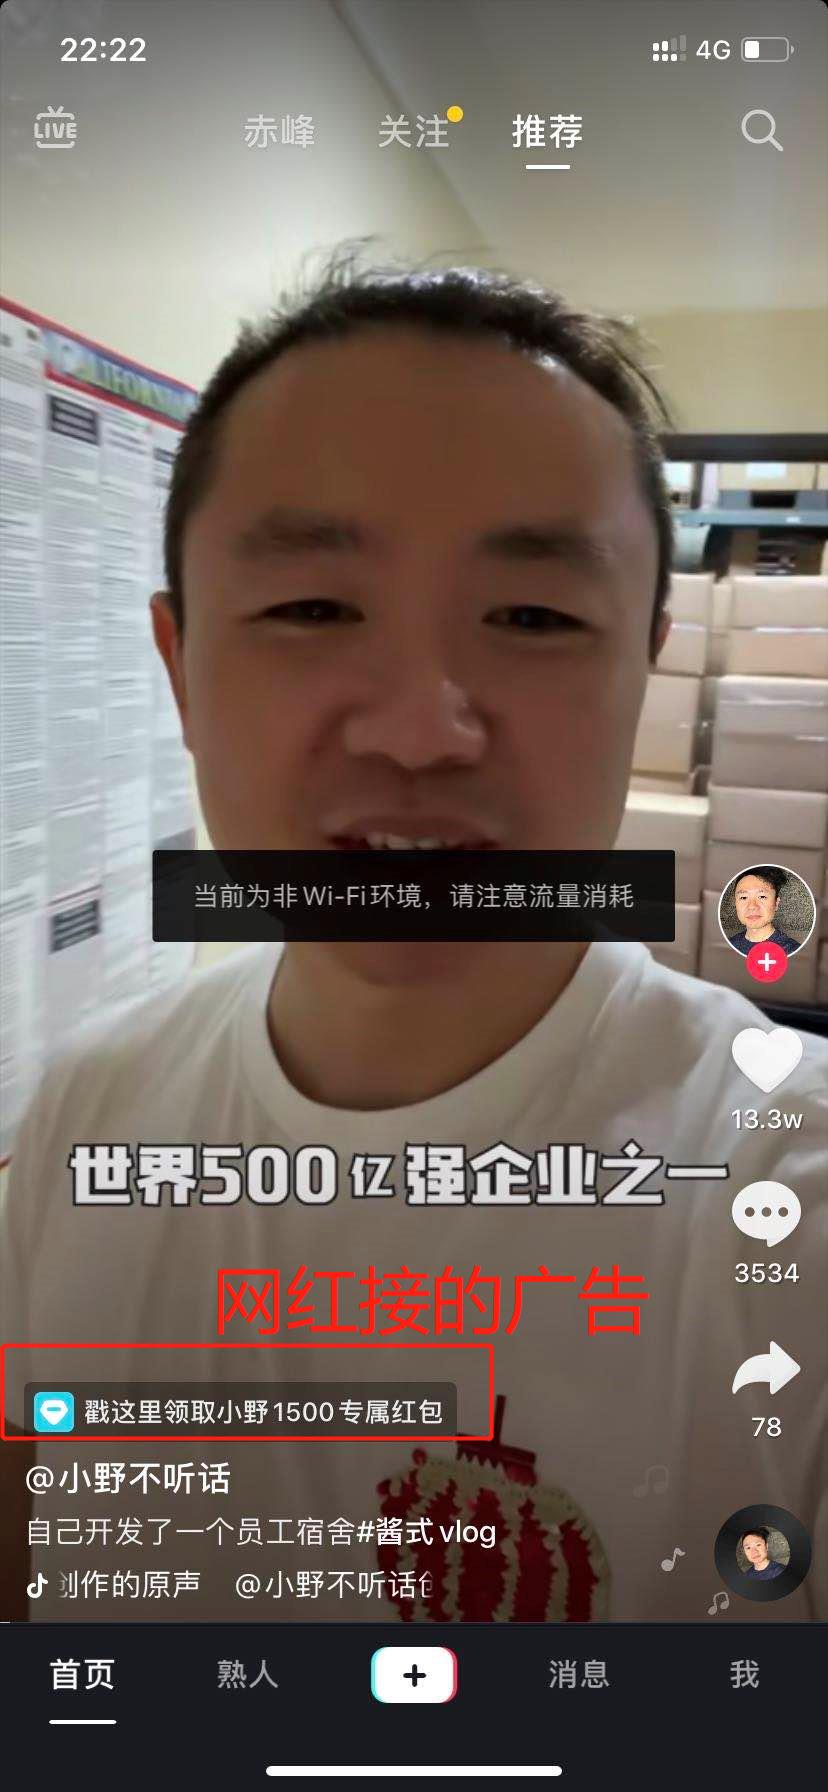 22:22
4G
LIVE
赤峰
关注
推荐
当前为非Wi-Fi环境，请注意流量消耗
13.3w
世界500亿强企业之一
3534
网红接的广告
戳这里领取小野1500专属红包
78
@小野不听话
自己开发了一个员工宿舍#酱式vlog
创作的原声 @小野不听话创
首页
熟人
消息
我